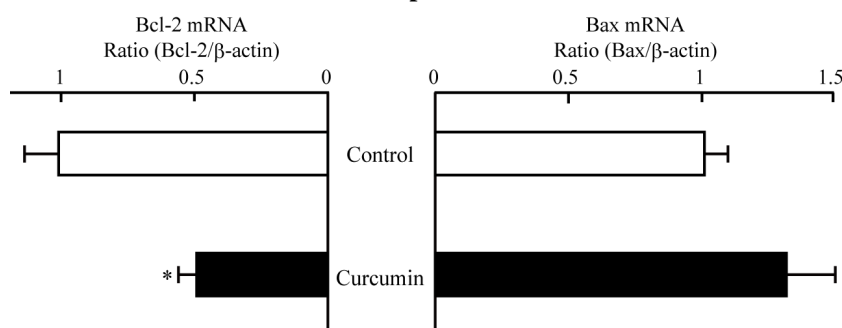 Bcl-2 mRNA
Ratio (Bcl-2/β-actin)
1 0.5 0
Bax mRNA
Ratio (Bax/β-actin)
0 0.5 1 1.5
Control
* Curcumin